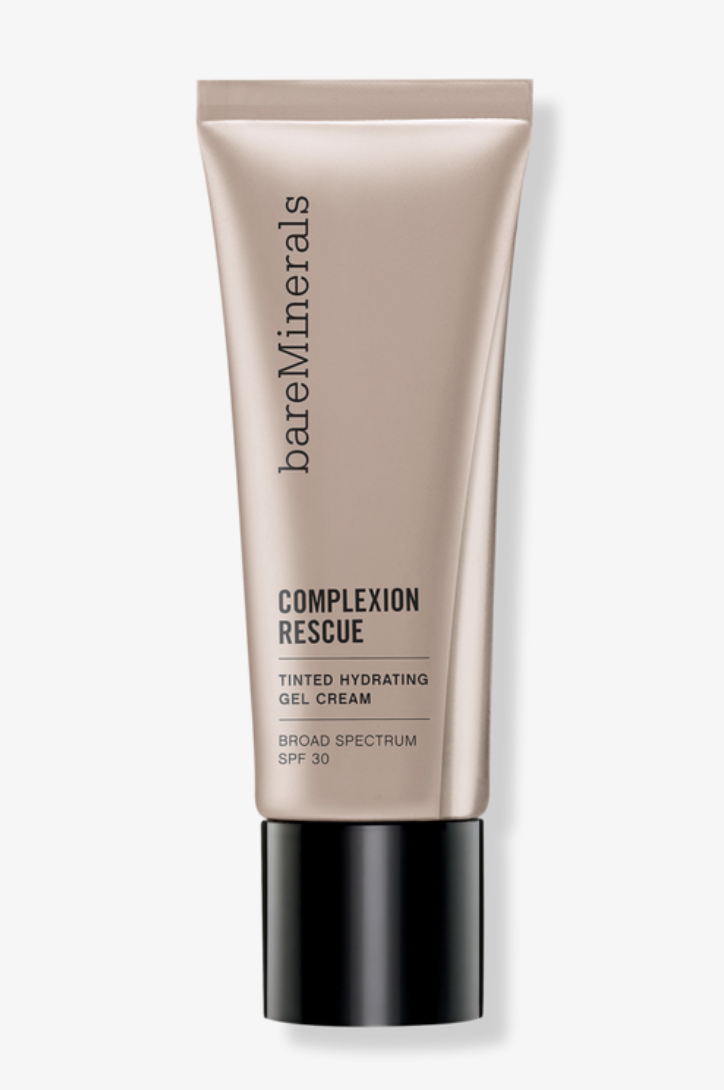 bareMinerals
COMPLEXION
RESCUE
TINTED HYDRATING
GEL CREAM
BROAD SPECTRUM
SPF 30